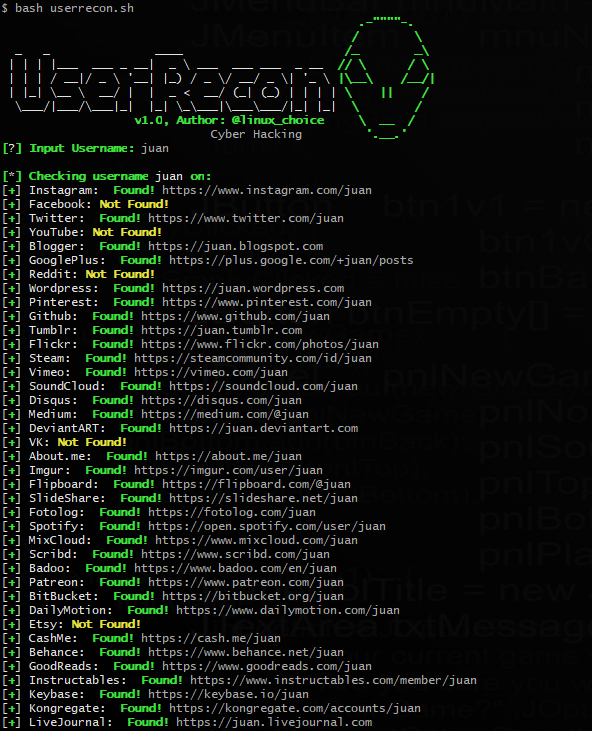 $ bash userrecon.sh
UserRecon
v1.0, Author: @linux_choice
Cyber Hacking
[?] Input Username: juan
[*] Checking username juan on:
[+] Instagram: Found! https://www.instagram.com/juan
[+] Facebook: Not Found!
[+] Twitter: Found! https://www.twitter.com/juan
[+] YouTube: Not Found!
[+] Blogger: Found! https://juan.blogspot.com
[+] GooglePlus: Found! https://plus.google.com/+juan/posts
[+] Reddit: Not Found!
[+] Wordpress: Found! https://juan.wordpress.com
[+] Pinterest: Found! https://www.pinterest.com/juan
[+] Github: Found! https://www.github.com/juan
[+] Tumblr: Found! https://juan.tumblr.com
[+] Flickr: Found! https://www.flickr.com/photos/juan
[+] Steam: Found! https://steamcommunity.com/id/juan
[+] Vimeo: Found! https://vimeo.com/juan
[+] SoundCloud: Found! https://soundcloud.com/juan
[+] Disqus: Found! https://disqus.com/juan
[+] Medium: Found! https://medium.com/@juan
[+] DeviantART: Found! https://juan.deviantart.com
[+] VK: Not Found!
[+] About.me: Found! https://about.me/juan
[+] Imgur: Found! https://imgur.com/user/juan
[+] Flipboard: Found! https://flipboard.com/@juan
[+] SlideShare: Found! https://slideshare.net/juan
[+] Fotolog: Found! https://fotolog.com/juan
[+] Spotify: Found! https://open.spotify.com/user/juan
[+] MixCloud: Found! https://www.mixcloud.com/juan
[+] Scribd: Found! https://www.scribd.com/juan
[+] Badoo: Found! https://www.badoo.com/en/juan
[+] Patreon: Found! https://www.patreon.com/juan
[+] BitBucket: Found! https://bitbucket.org/juan
[+] DailyMotion: Found! https://www.dailymotion.com/juan
[+] Etsy: Not Found!
[+] CashMe: Found! https://cash.me/juan
[+] Behance: Found! https://www.behance.net/juan
[+] GoodReads: Found! https://www.goodreads.com/juan
[+] Instructables: Found! https://www.instructables.com/member/juan
[+] Keybase: Found! https://keybase.io/juan
[+] Kongregate: Found! https://kongregate.com/accounts/juan
[+] LiveJournal: Found! https://juan.livejournal.com